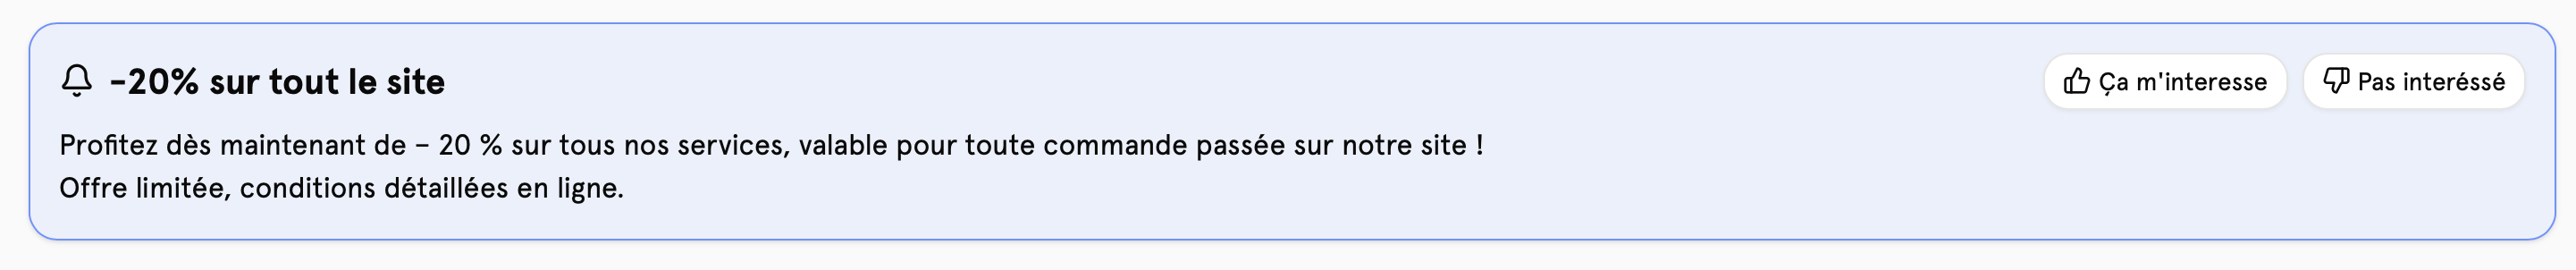 -20% sur tout le site
Ça m'interesse
Pas interéssé
Profitez dès maintenant de – 20 % sur tous nos services, valable pour toute commande passée sur notre site !
Offre limitée, conditions détaillées en ligne.